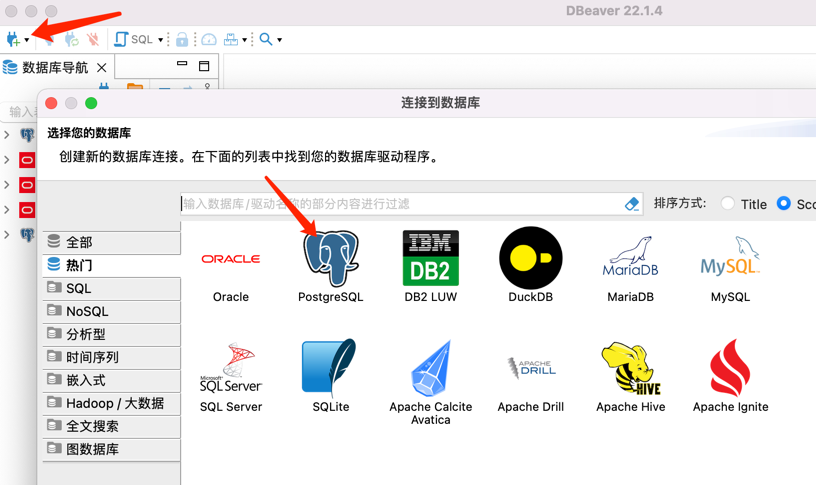 DBeaver 22.1.4
SQL
数据库导航
连接到数据库
输入
选择您的数据库
创建新的数据库连接。在下面的列表中找到您的数据库驱动程序。
输入数据库/驱动名称的部分内容进行过滤
排序方式:
Title
Sco
全部
热门
SQL
NoSQL
分析型
时间序列
嵌入式
Hadoop / 大数据
全文搜索
图数据库
ORACLE
IBM
DB2
MariaDB
MySQL
Oracle
PostgreSQL
DB2 LUW
DuckDB
MariaDB
MySQL
Microsoft
SQL Server
APACHE
DRILL
HIVE
SQL Server
SQLite
Apache Calcite
Avatica
Apache Drill
Apache Hive
Apache Ignite